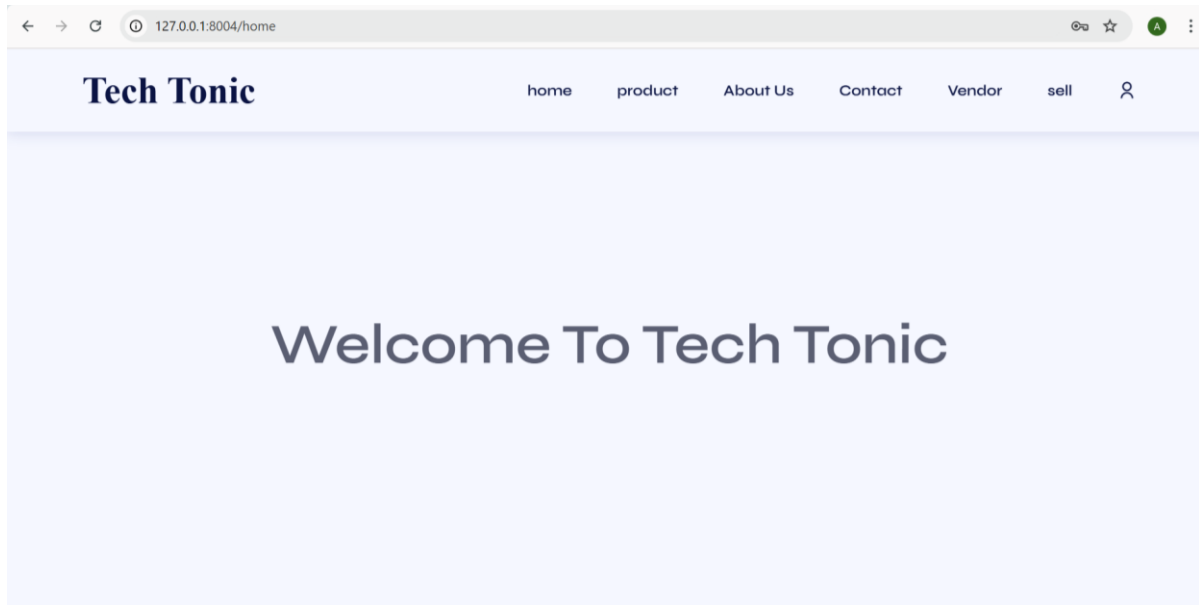 127.0.0.1:8004/home
A
Tech Tonic home product About Us Contact Vendor sell
Welcome To Tech Tonic